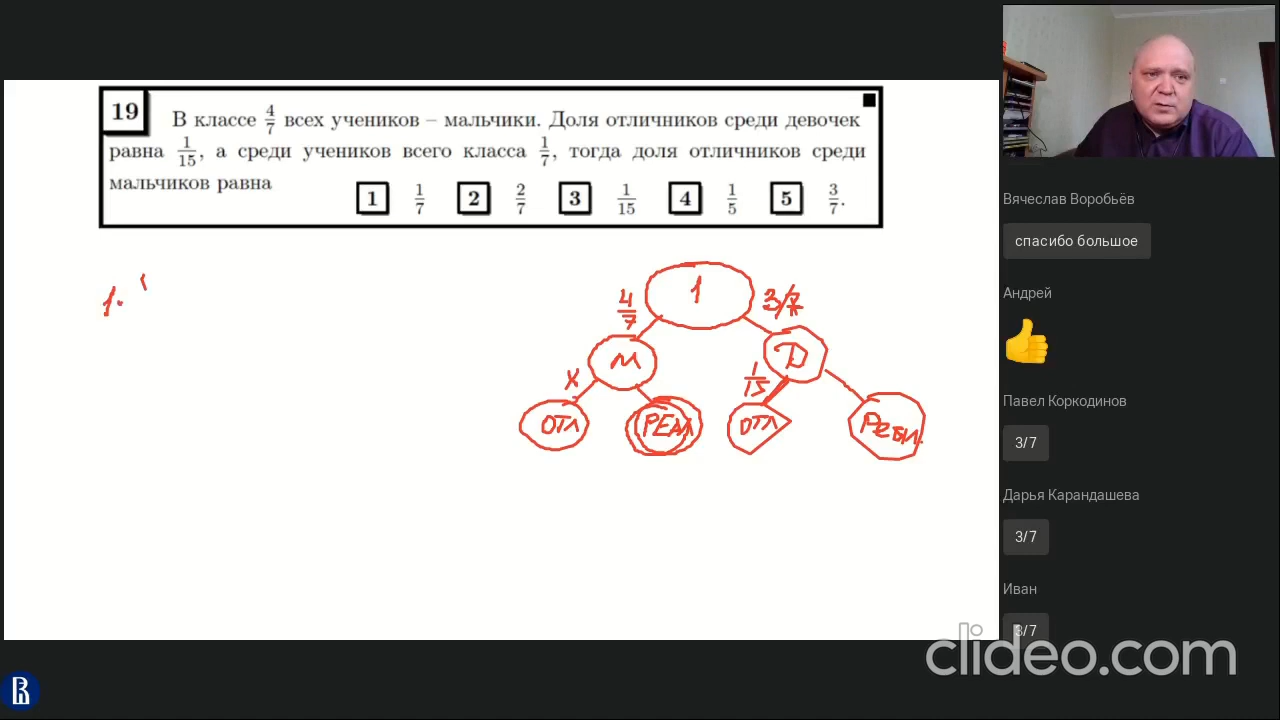 19 В классе 4/7 всех учеников – мальчики. Доля отличников среди девочек
равна 1/15, а среди учеников всего класса 1/7, тогда доля отличников среди
мальчиков равна
1 1/7 2 2/7 3 1/15 4 1/5 5 3/7.
1.
1
4/7 3/7
М Д
x 1/15
ОТЛ ОТЛ
Вячеслав Воробьёв
спасибо большое
Андрей
Павел Коркодинов
3/7
Дарья Карандашева
3/7
Иван
3/7
clideo.com